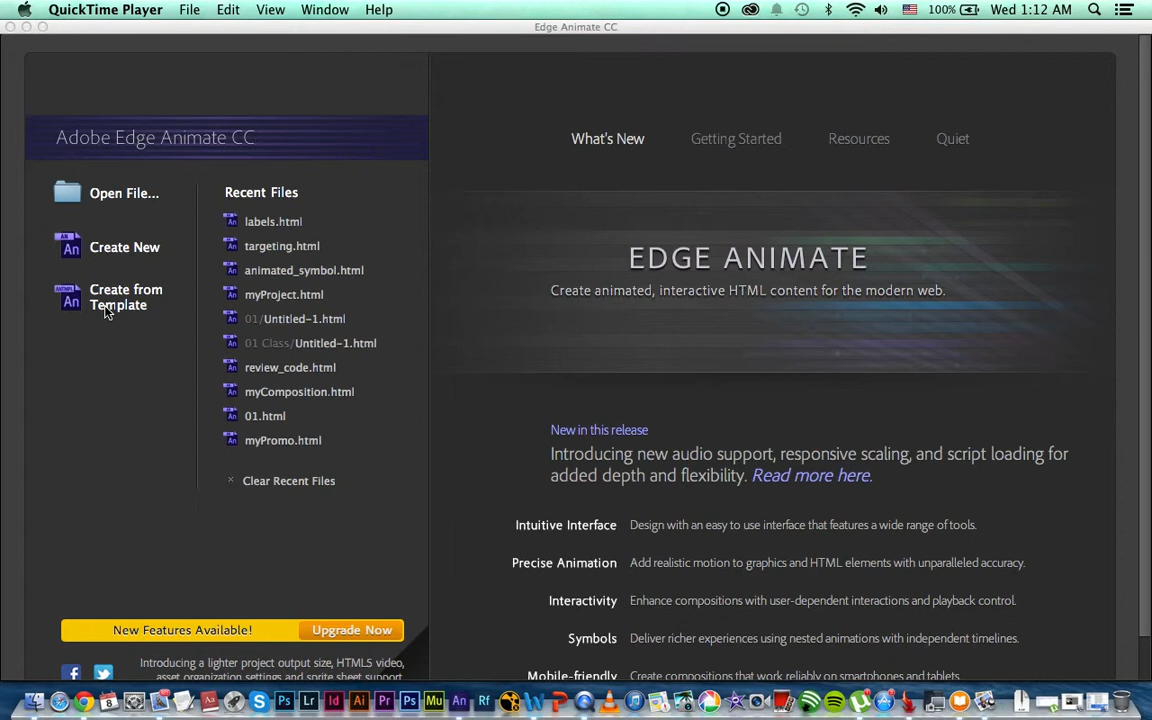 QuickTime Player File Edit View Window Help 100% Wed 1:12 AM
Edge Animate CC
Adobe Edge Animate CC
Open File...
Create New
Create from
Template
Recent Files
labels.html
targeting.html
animated_symbol.html
myProject.html
01/Untitled-1.html
01 Class/Untitled-1.html
review_code.html
myComposition.html
01.html
myPromo.html
× Clear Recent Files
New Features Available! Upgrade Now
Introducing a lighter project output size, HTML5 video,
asset organization settings and sprite sheet support
What's New Getting Started Resources Quiet
EDGE ANIMATE
Create animated, interactive HTML content for the modern web.
New in this release
Introducing new audio support, responsive scaling, and script loading for
added depth and flexibility. Read more here.
Intuitive Interface Design with an easy to use interface that features a wide range of tools.
Precise Animation Add realistic motion to graphics and HTML elements with unparalleled accuracy.
Interactivity Enhance compositions with user-dependent interactions and playback control.
Symbols Deliver richer experiences using nested animations with independent timelines.
Mobile-friendly Create compositions that work reliably on smartphones and tablets
Ps Lr Id Ai Pr Ps Mu An Rf